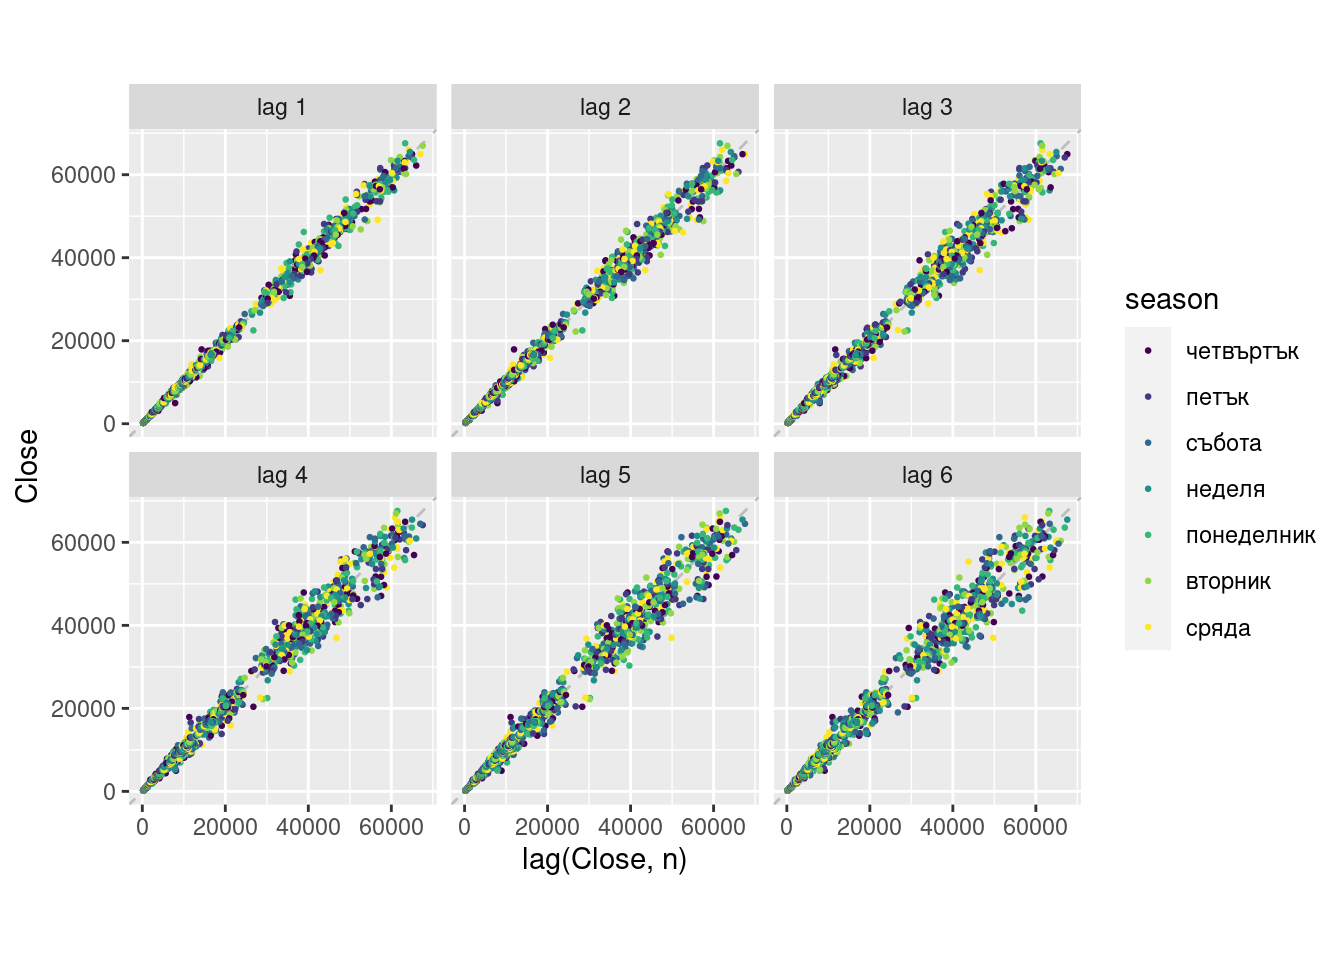 lag 1 lag 2 lag 3
60000
40000
20000
0
lag 4 lag 5 lag 6
60000
40000
20000
0
0 20000 40000 60000 0 20000 40000 60000 0 20000 40000 60000
lag(Close, n)
Close
season
четвъртък
петък
събота
неделя
понеделник
вторник
сряда